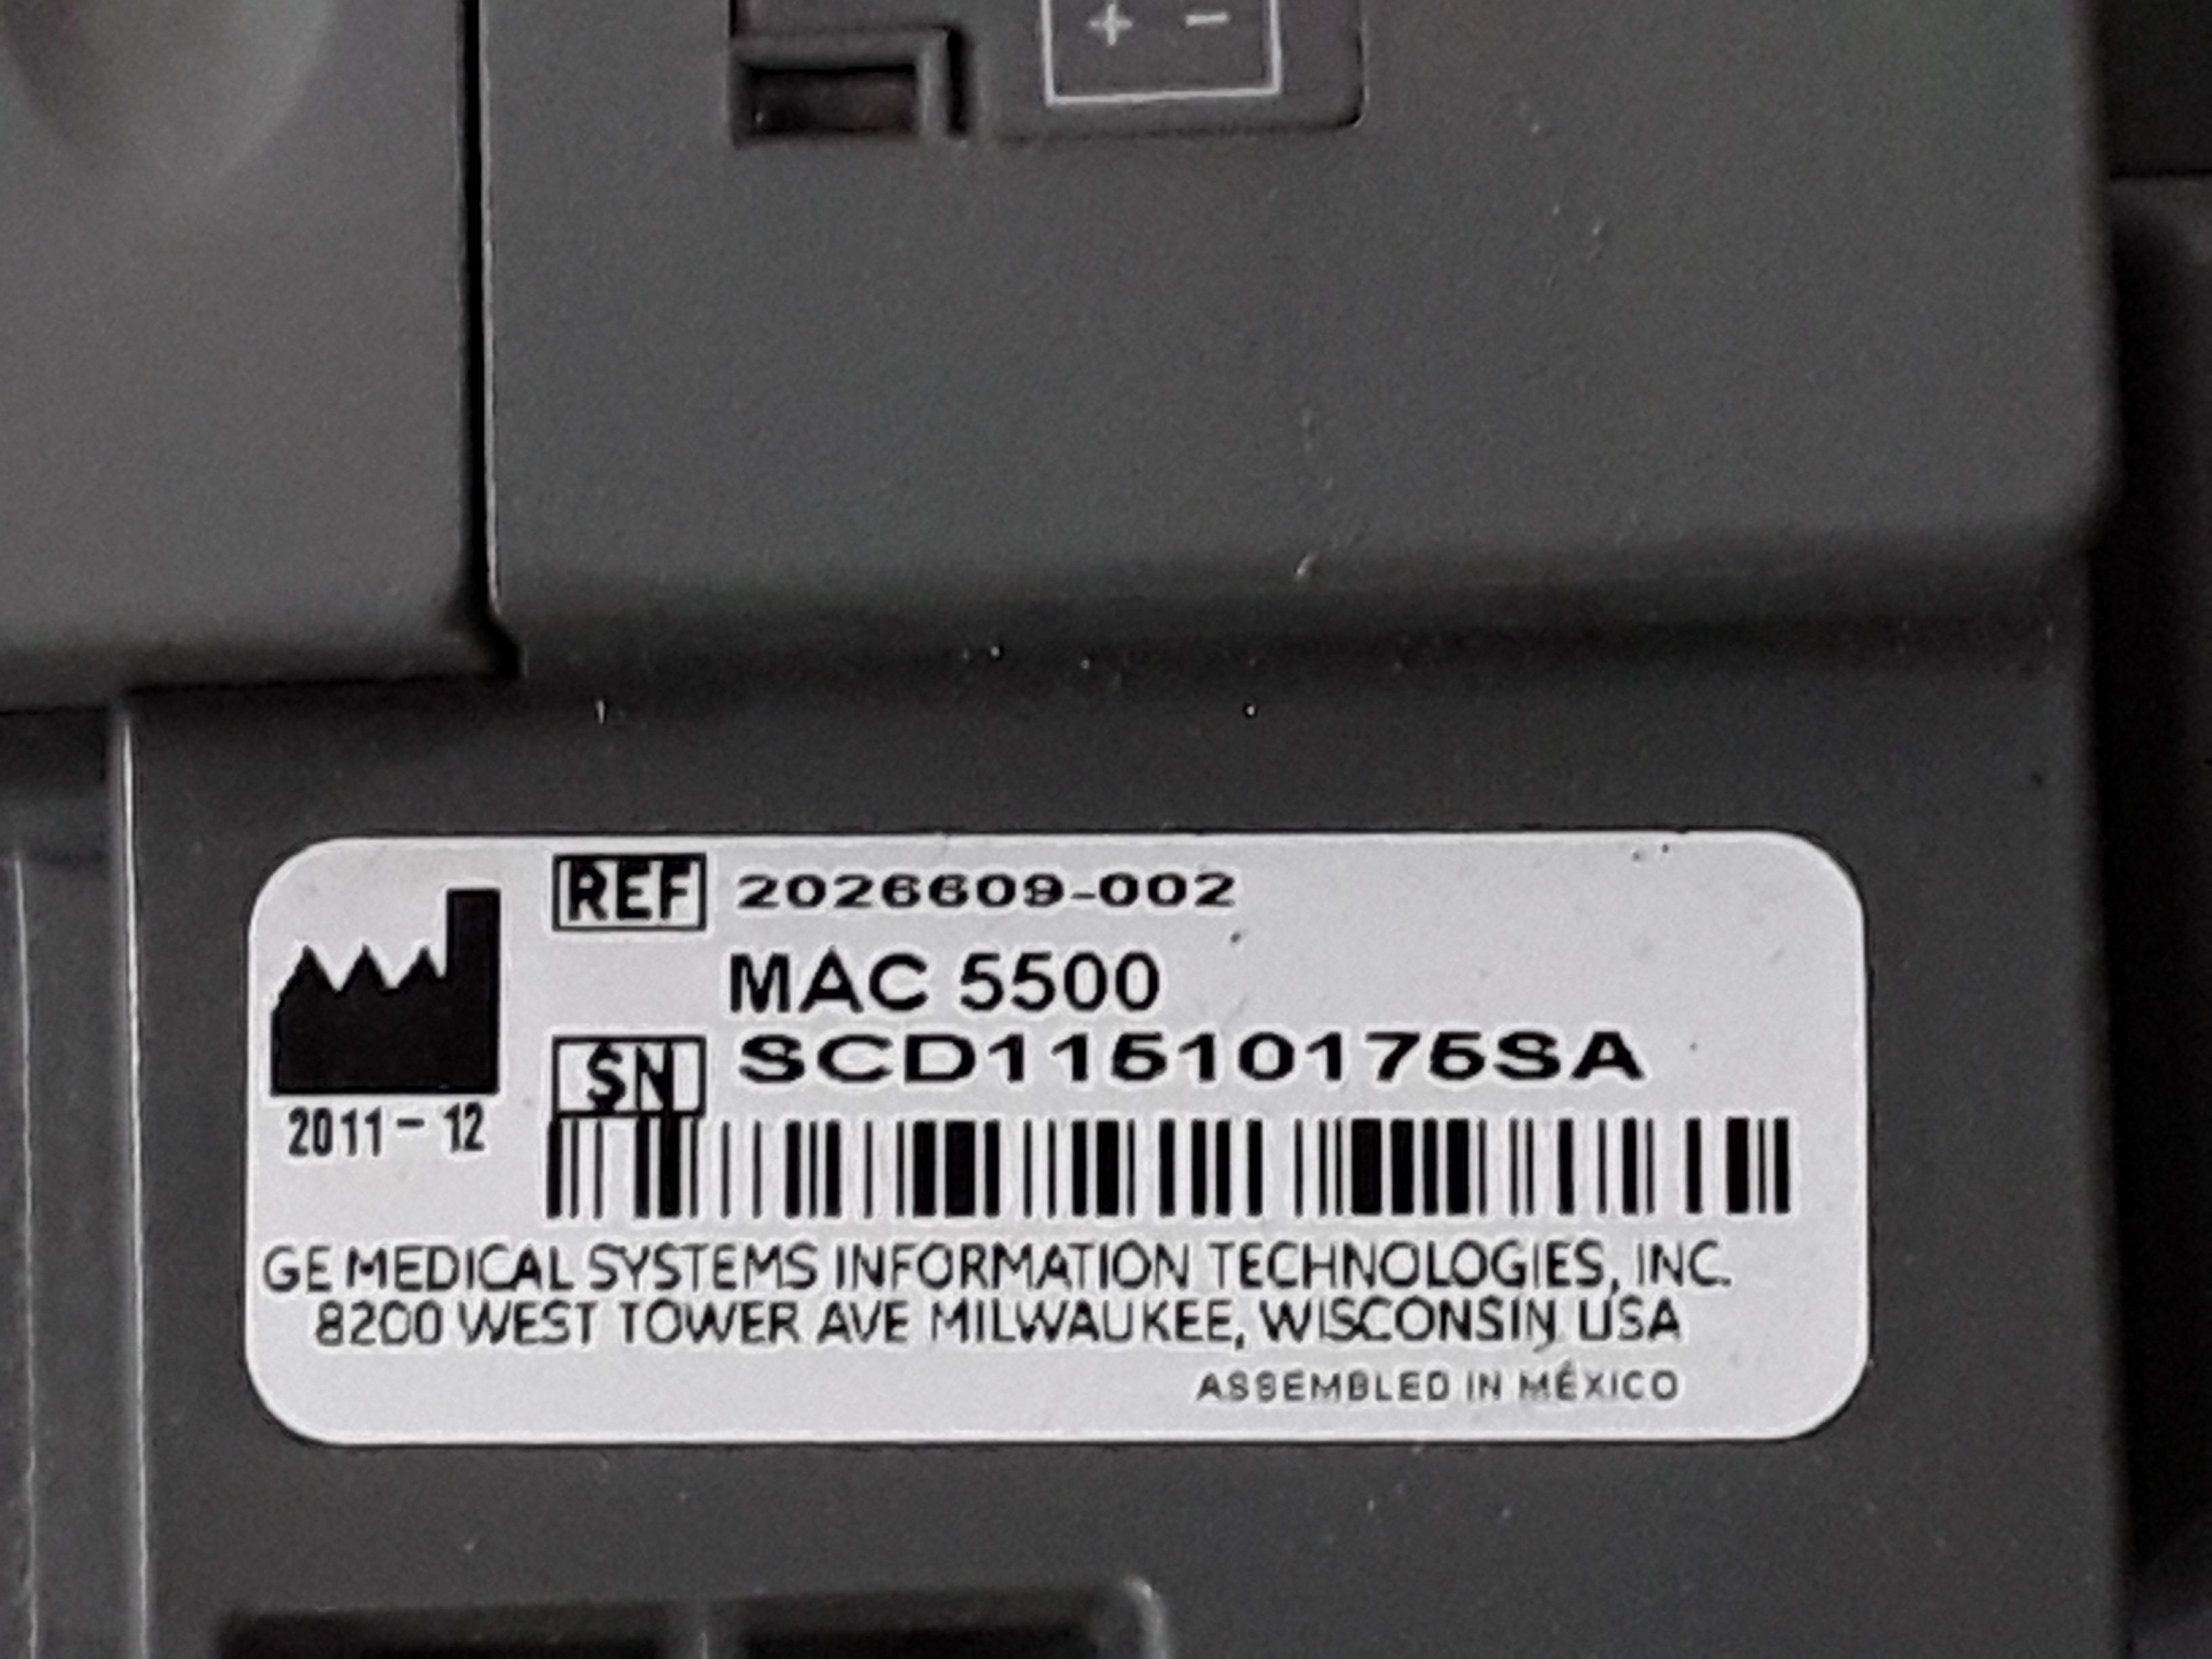 + -
REF 2026609-002
MAC 5500
SN SCD11510175SA
2011-12
GE MEDICAL SYSTEMS INFORMATION TECHNOLOGIES, INC.
8200 WEST TOWER AVE MILWAUKEE, WISCONSIN USA
ASSEMBLED IN MÉXICO